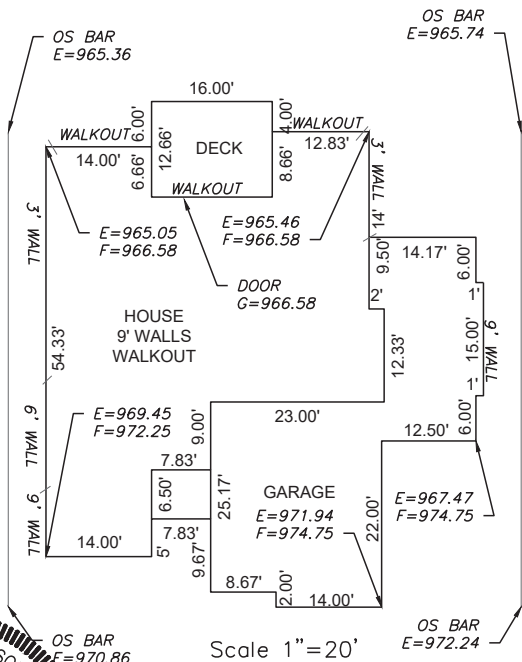 OS BAR
E=965.36
OS BAR
E=965.74
16.00'
WALKOUT
6.00'
12.66'
4.00'
WALKOUT
14.00'
6.66'
DECK
8.66'
12.83'
WALKOUT
3' WALL
3' WALL
14'
E=965.05
F=966.58
E=965.46
F=966.58
9.50'
14.17'
6.00'
DOOR
G=966.58
2'
1'
HOUSE
9' WALLS
WALKOUT
54.33'
12.33'
15.00'
9' WALL
1'
E=969.45
F=972.25
9.00'
23.00'
6.00'
6' WALL
7.83'
12.50'
6.50'
25.17'
GARAGE
E=971.94
F=974.75
22.00'
E=967.47
F=974.75
9' WALL
7.83'
14.00'
5'
9.67'
8.67'
2.00'
14.00'
OS BAR
E=970.86
Scale 1"=20'
OS BAR
E=972.24